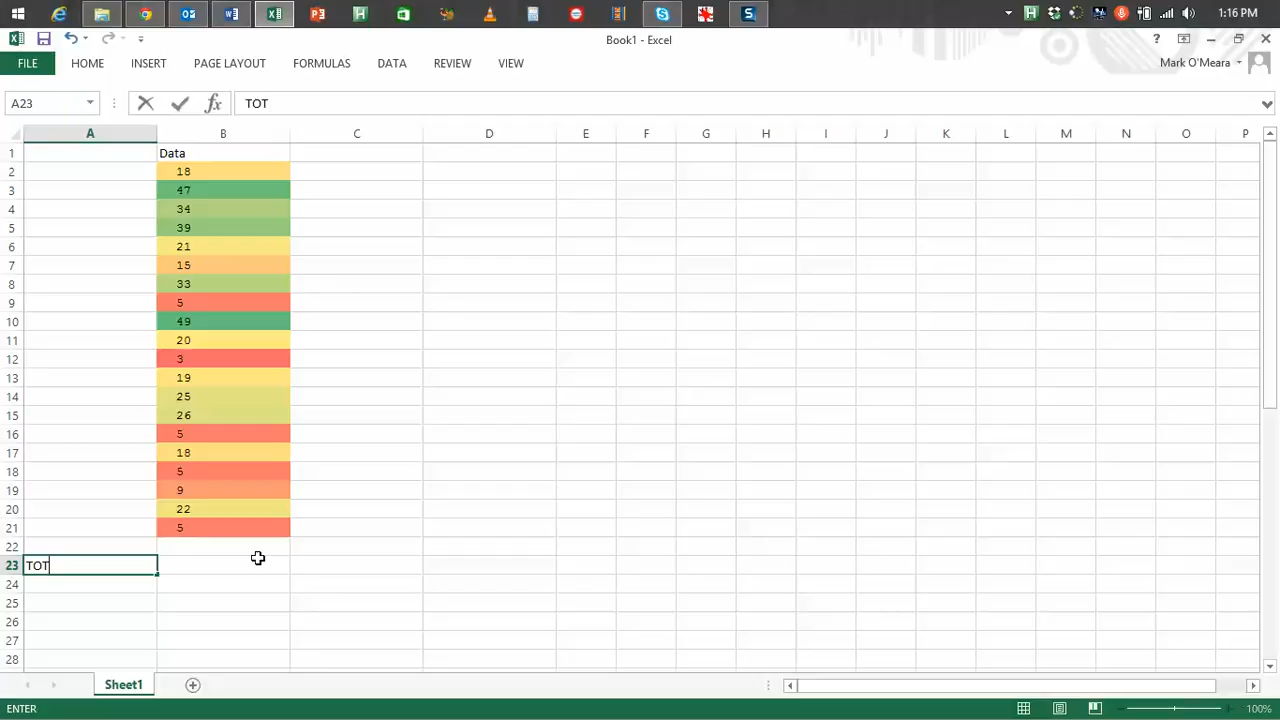 1:16 PM
Book1 - Excel
FILE HOME INSERT PAGE LAYOUT FORMULAS DATA REVIEW VIEW Mark O'Meara
A23 fx TOT
A B C D E F G H I J K L M N O P
1 Data
2 18
3 47
4 34
5 39
6 21
7 15
8 33
9 5
10 49
11 20
12 3
13 19
14 25
15 26
16 5
17 18
18 5
19 9
20 22
21 5
22
23 TOT
24
25
26
27
28
Sheet1
ENTER 100%